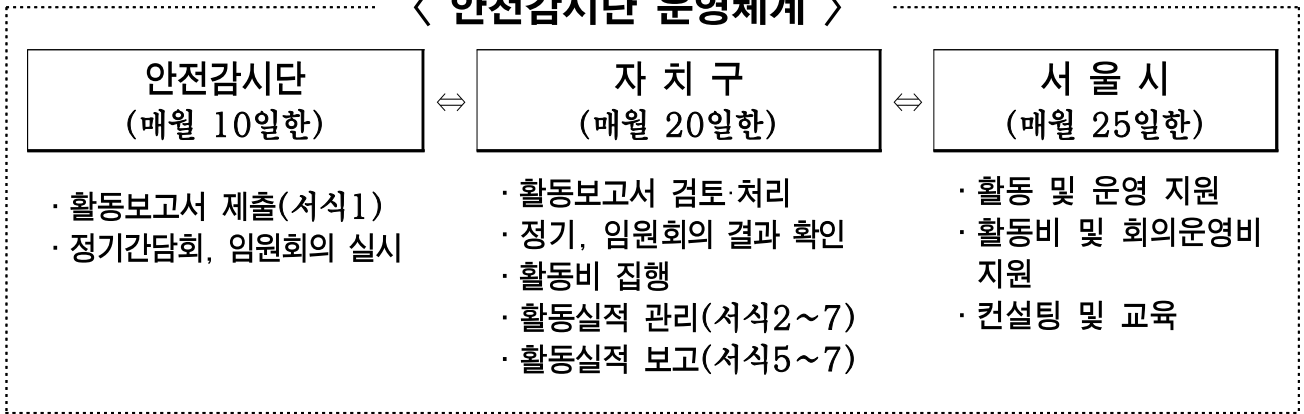 〈 안전감시단 운영체계 〉
안전감시단
(매월 10일한)
⇔
자 치 구
(매월 20일한)
⇔
서 울 시
(매월 25일한)
· 활동보고서 제출(서식1)
· 정기간담회, 임원회의 실시
· 활동보고서 검토·처리
· 정기, 임원회의 결과 확인
· 활동비 집행
· 활동실적 관리(서식2~7)
· 활동실적 보고(서식5~7)
· 활동 및 운영 지원
· 활동비 및 회의운영비
지원
· 컨설팅 및 교육